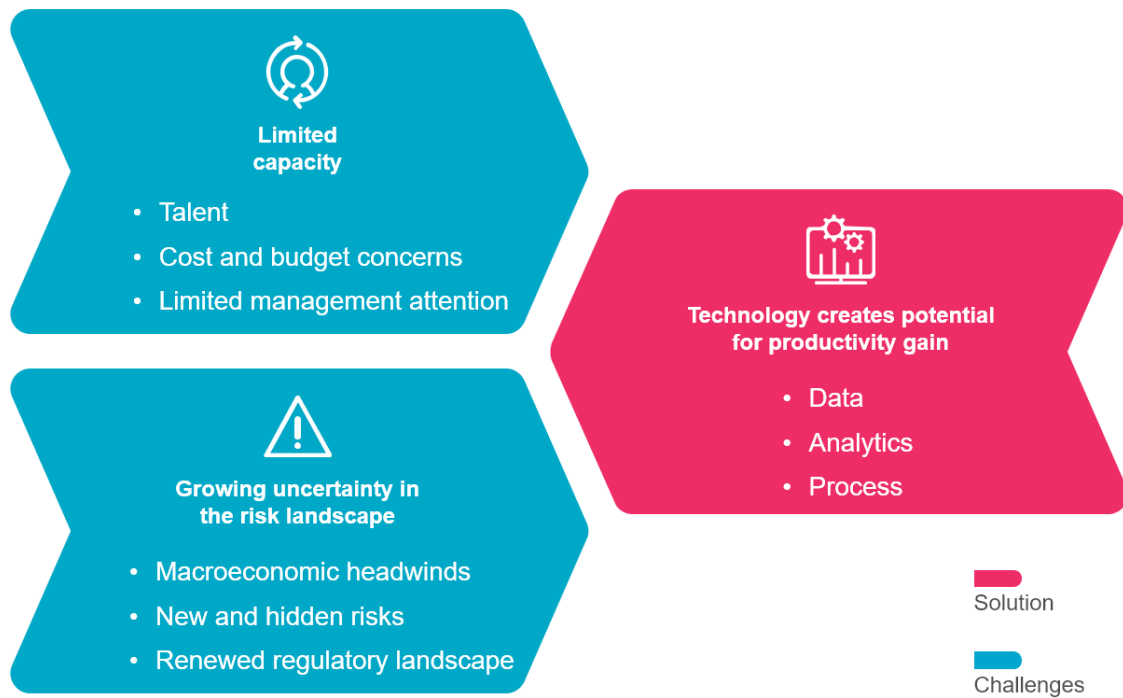 Limited
capacity
• Talent
• Cost and budget concerns
• Limited management attention
Growing uncertainty in
the risk landscape
• Macroeconomic headwinds
• New and hidden risks
• Renewed regulatory landscape
Technology creates potential
for productivity gain
• Data
• Analytics
• Process
Solution
Challenges